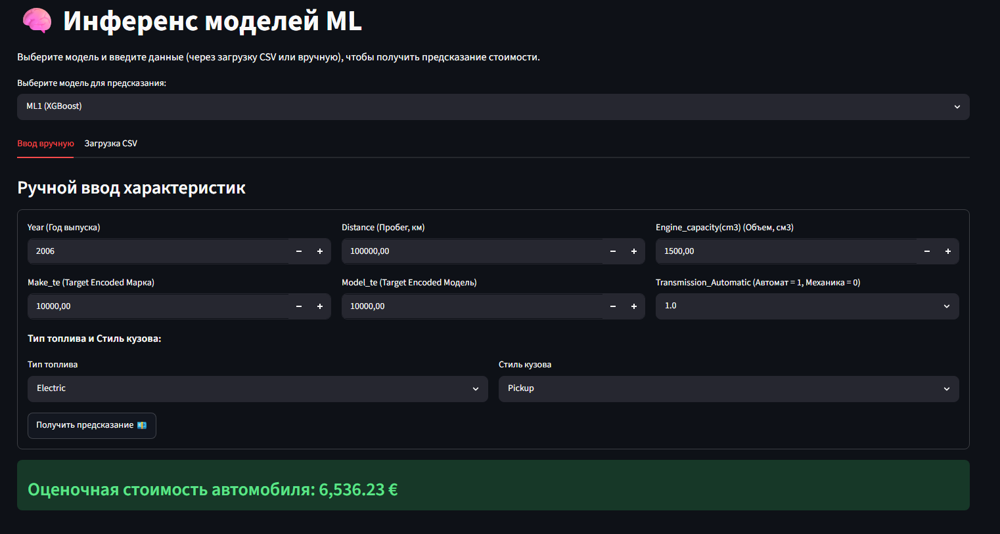 Инференс моделей ML
Выберите модель и введите данные (через загрузку CSV или вручную), чтобы получить предсказание стоимости.
Выберите модель для предсказания:
ML1 (XGBoost)
Ввод вручную Загрузка CSV
Ручной ввод характеристик
Year (Год выпуска) Distance (Пробег, км) Engine_capacity(cm3) (Объем, см3)
2006 100000,00 1500,00
Make_te (Target Encoded Марка) Model_te (Target Encoded Модель) Transmission_Automatic (Автомат = 1, Механика = 0)
10000,00 10000,00 1.0
Тип топлива и Стиль кузова:
Тип топлива Стиль кузова
Electric Pickup
Получить предсказание
Оценочная стоимость автомобиля: 6,536.23 €